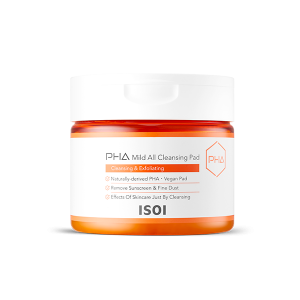 PHA Mild All Cleansing Pad
Cleansing & Exfoliating
Naturally-derived PHA + Vegan Pad
Remove Sunscreen & Fine Dust
Effects Of Skincare Just By Cleansing
ISOI
PHA